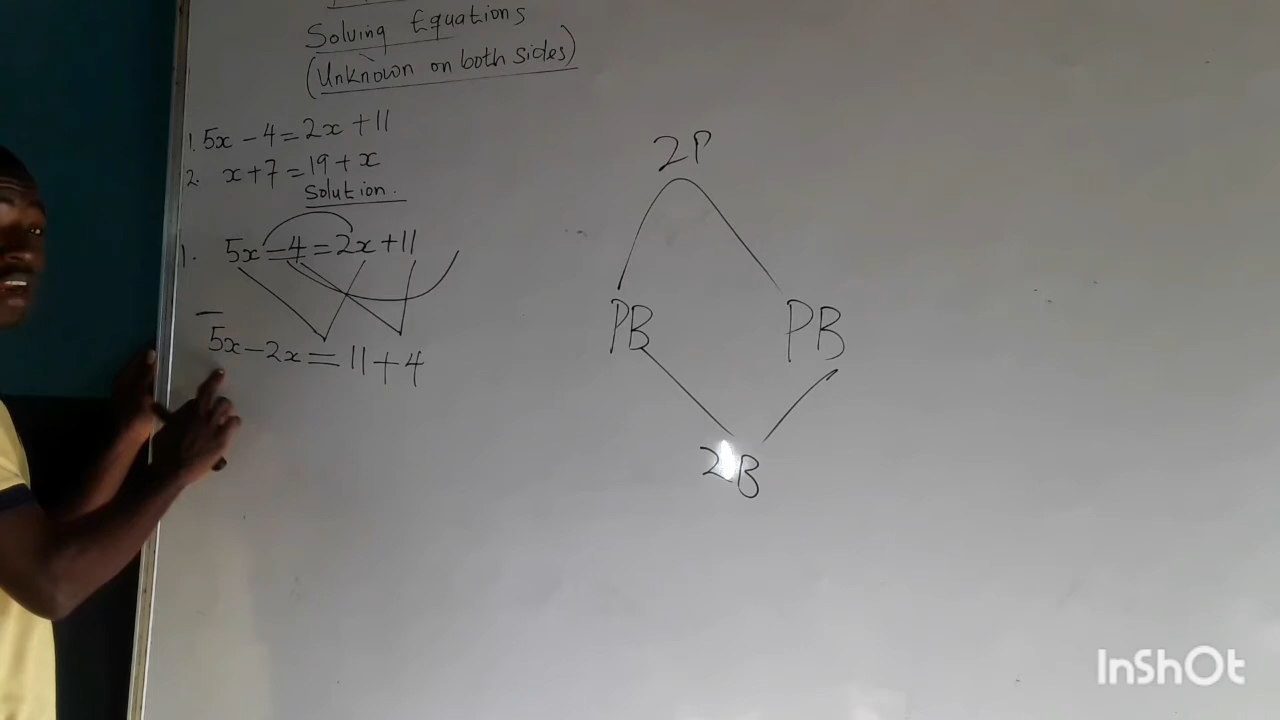 Solving Equations
(Unknown on both sides)
1. 5x - 4 = 2x + 11
2. x + 7 = 19 + x
Solution.
1. 5x - 4 = 2x + 11
5x - 2x = 11 + 4
2P
PB PB
2B
InShOt